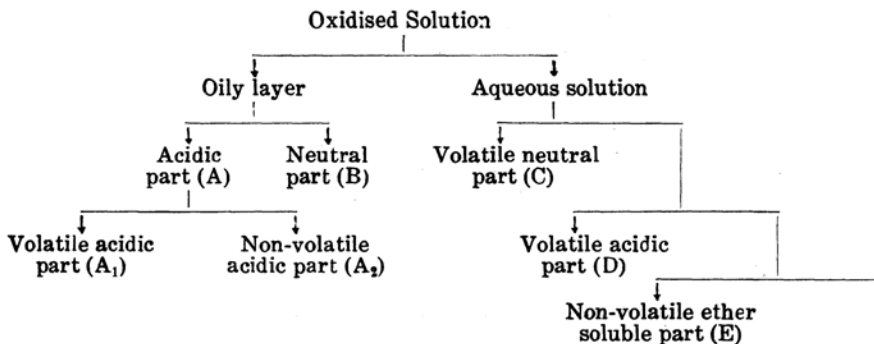 Oxidised Solution
Oily layer
Aqueous solution
Acidic
part (A)
Neutral
part (B)
Volatile neutral
part (C)
Volatile acidic
part (A₁)
Non-volatile
acidic part (A₂)
Volatile acidic
part (D)
Non-volatile ether
soluble part (E)